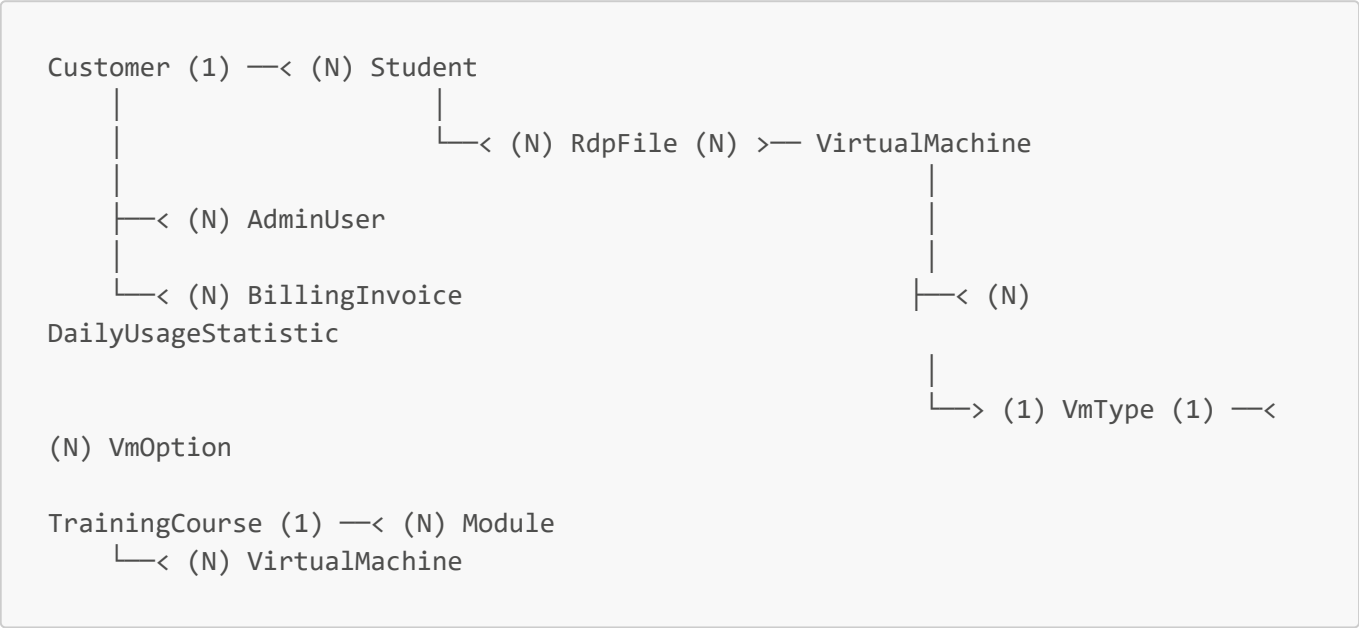 Customer (1) ──< (N) Student
    │                    │
    │                    └──< (N) RdpFile (N) >── VirtualMachine
    │                                                    │
    ├──< (N) AdminUser                                   │
    │                                                    │
    └──< (N) BillingInvoice                             ├──< (N)
DailyUsageStatistic
                                                         │
                                                         └──> (1) VmType (1) ──<
(N) VmOption

TrainingCourse (1) ──< (N) Module
    └──< (N) VirtualMachine